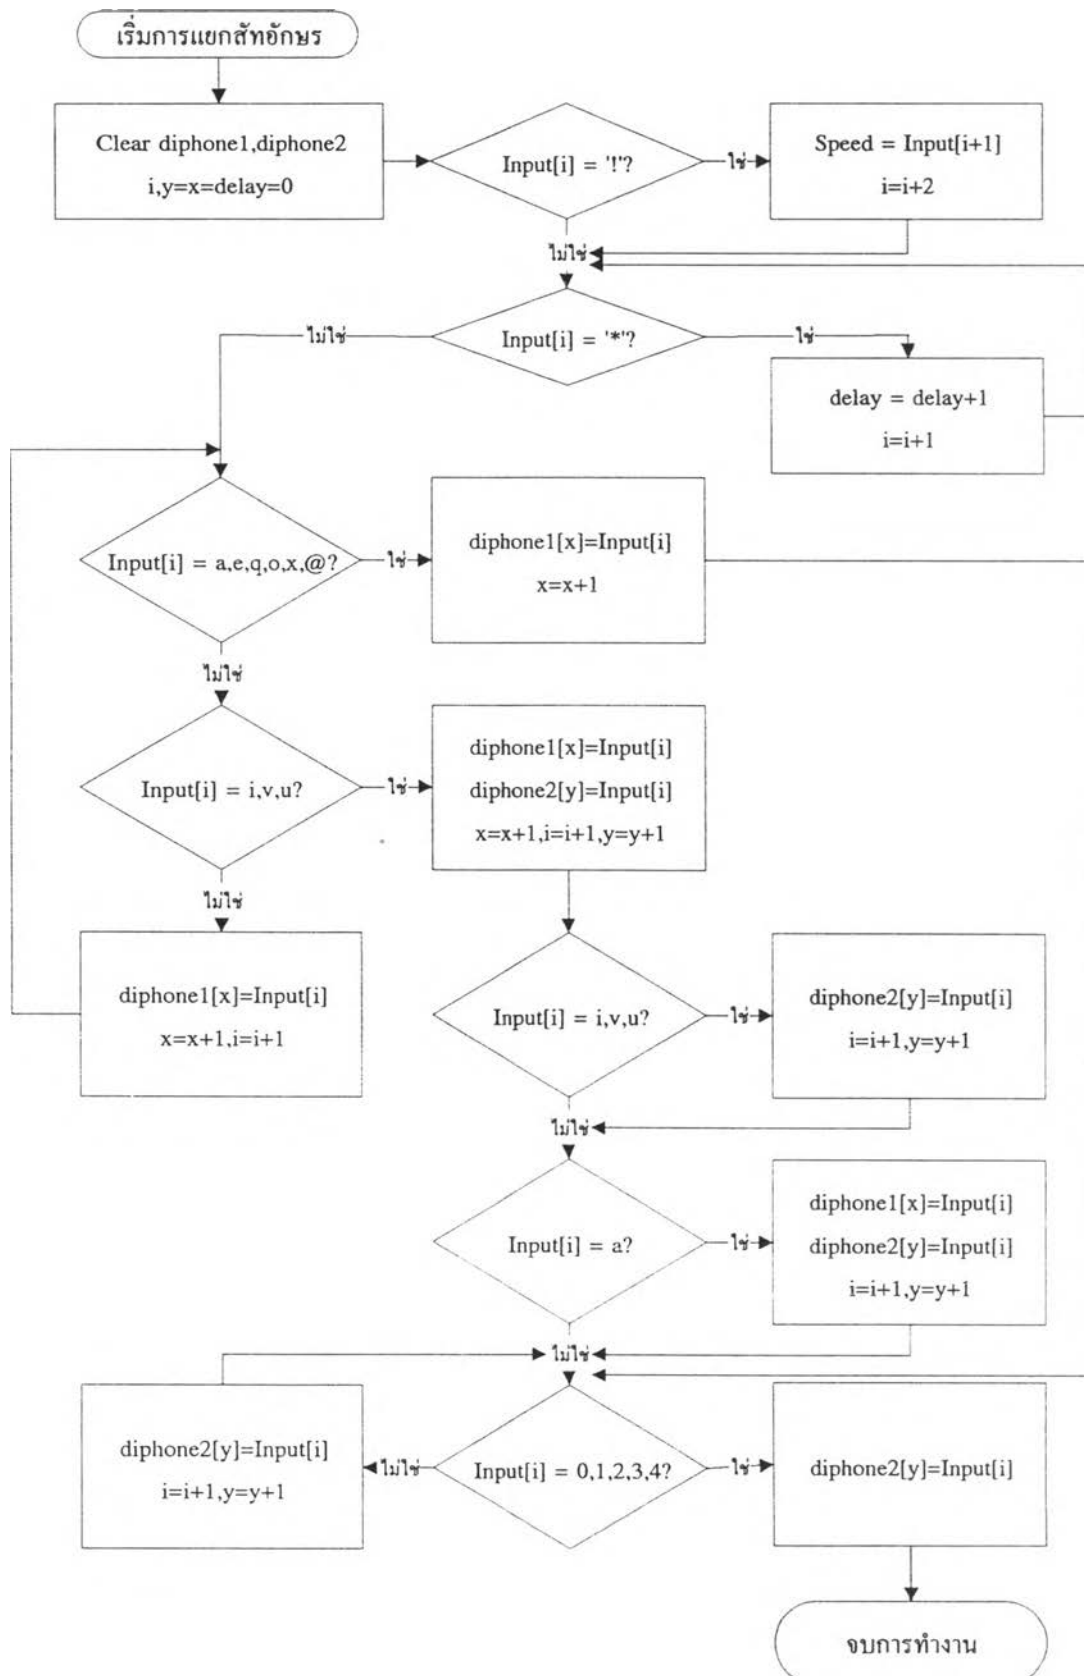 เริ่มการแยกสัทอักษร
Clear diphone1,diphone2
i,y=x=delay=0
Input[i] = '!'?
ใช่
Speed = Input[i+1]
i=i+2
ไม่ใช่
Input[i] = '*'?
ไม่ใช่
ใช่
delay = delay+1
i=i+1
Input[i] = a,e,q,o,x,@?
ใช่
diphone1[x]=Input[i]
x=x+1
ไม่ใช่
Input[i] = i,v,u?
ใช่
diphone1[x]=Input[i]
diphone2[y]=Input[i]
x=x+1,i=i+1,y=y+1
ไม่ใช่
diphone1[x]=Input[i]
x=x+1,i=i+1
Input[i] = i,v,u?
ใช่
diphone2[y]=Input[i]
i=i+1,y=y+1
ไม่ใช่
Input[i] = a?
ใช่
diphone1[x]=Input[i]
diphone2[y]=Input[i]
i=i+1,y=y+1
ไม่ใช่
diphone2[y]=Input[i]
i=i+1,y=y+1
ไม่ใช่
Input[i] = 0,1,2,3,4?
ใช่
diphone2[y]=Input[i]
จบการทำงาน